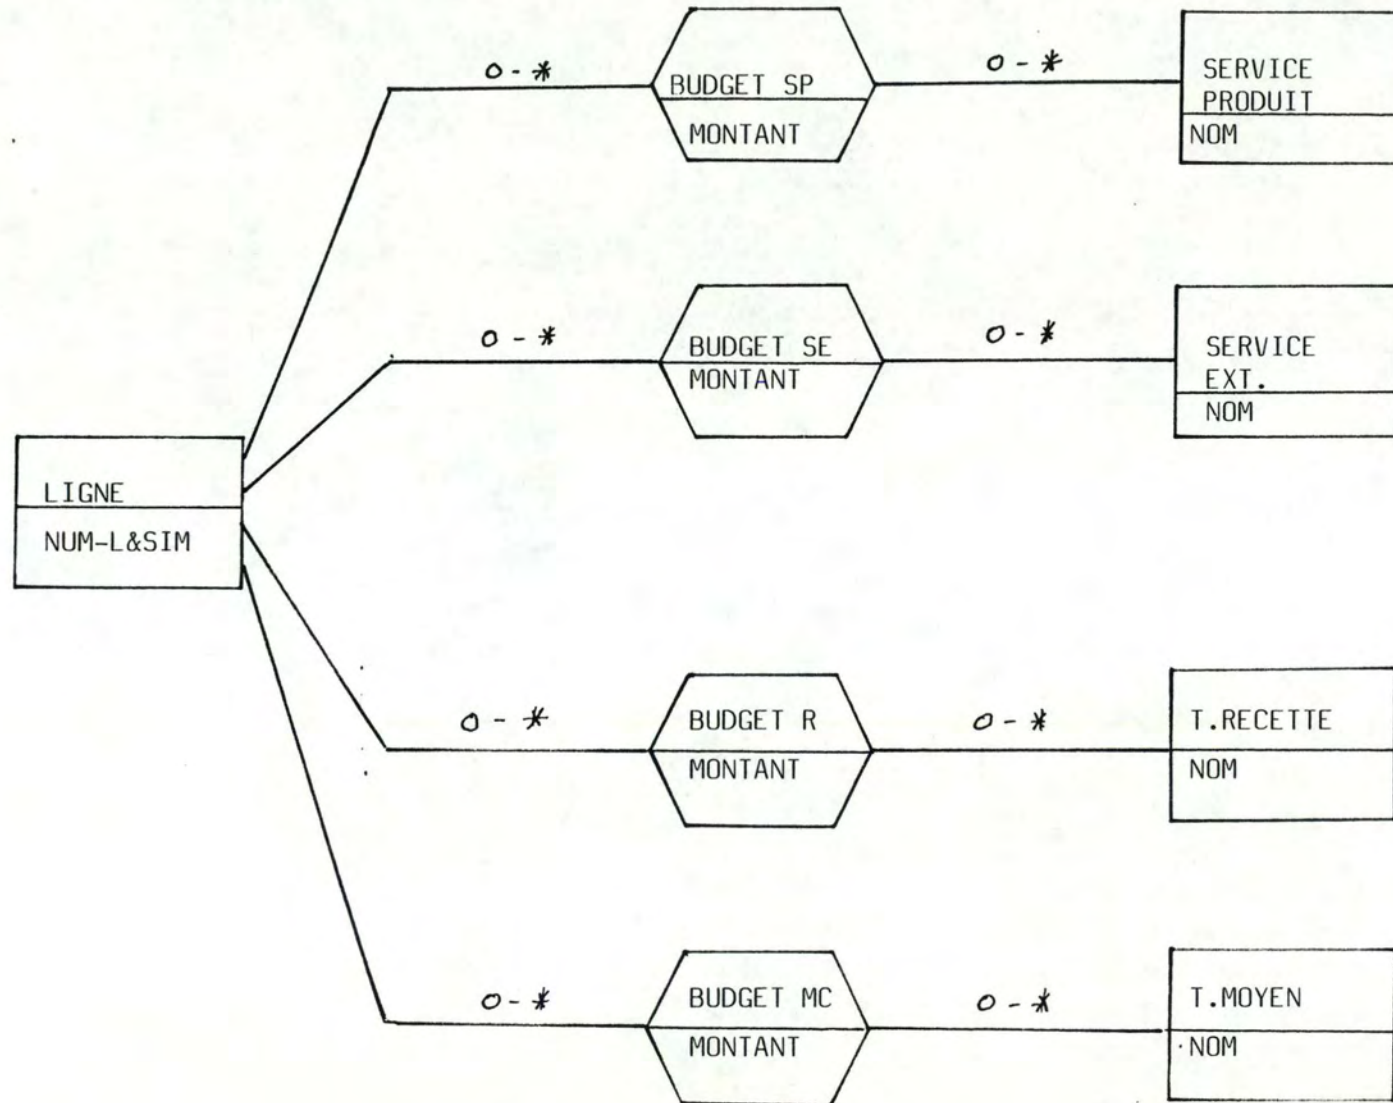 0 - *
BUDGET SP
MONTANT
0 - *
SERVICE
PRODUIT
NOM
0 - *
BUDGET SE
MONTANT
0 - *
SERVICE
EXT.
NOM
LIGNE
NUM-L&SIM
0 - *
BUDGET R
MONTANT
0 - *
T.RECETTE
NOM
0 - *
BUDGET MC
MONTANT
0 - *
T.MOYEN
NOM